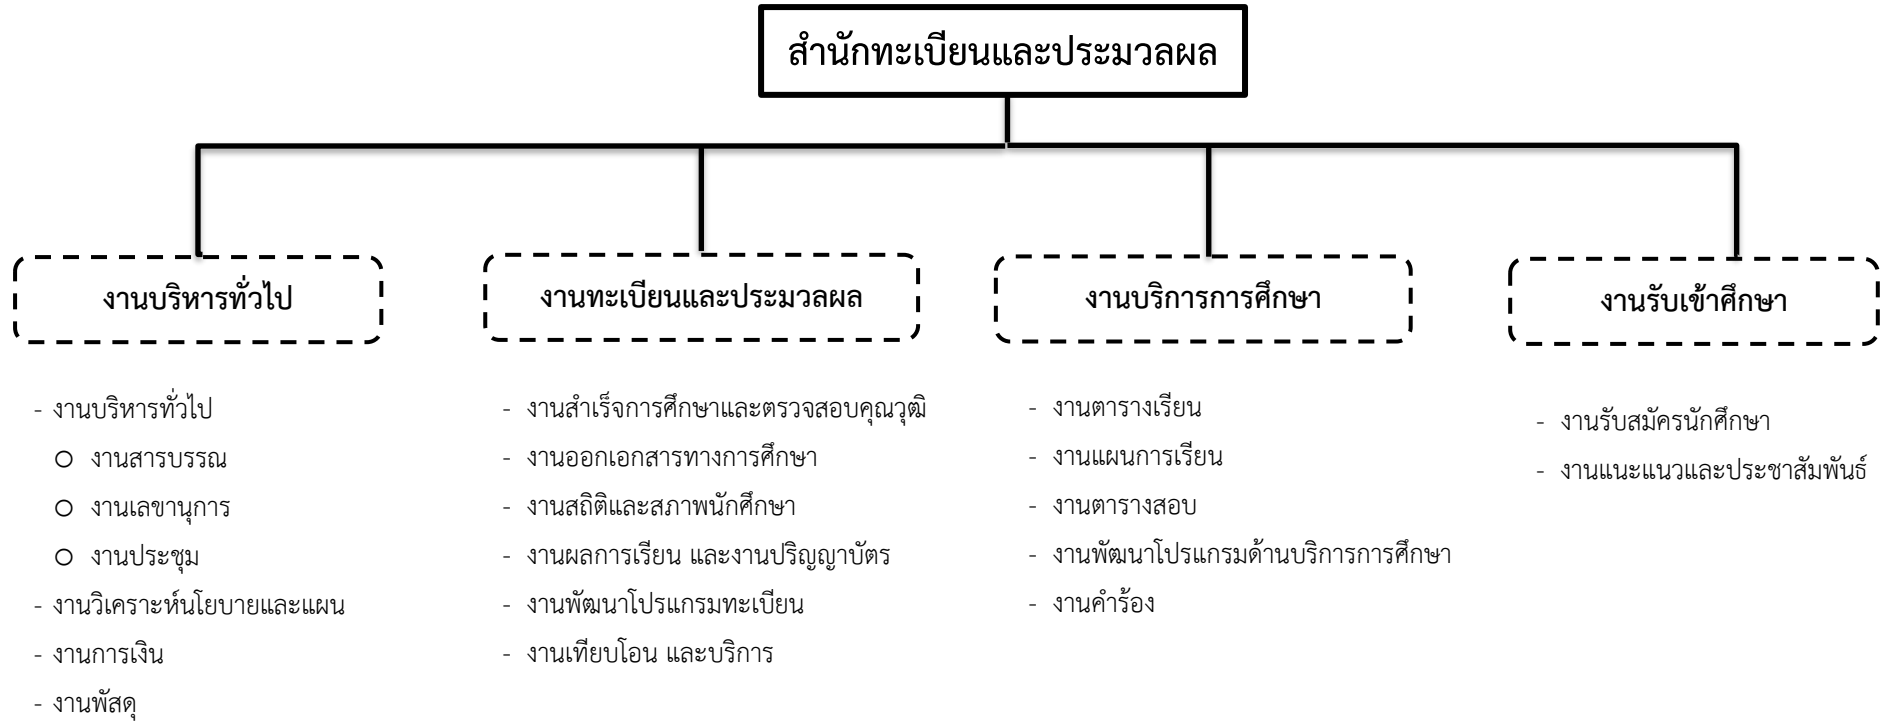 สำนักทะเบียนและประมวลผล
งานบริหารทั่วไป
- งานบริหารทั่วไป
o งานสารบรรณ
o งานเลขานุการ
o งานประชุม
- งานวิเคราะห์นโยบายและแผน
- งานการเงิน
- งานพัสดุ
งานทะเบียนและประมวลผล
- งานสำเร็จการศึกษาและตรวจสอบคุณวุฒิ
- งานออกเอกสารทางการศึกษา
- งานสถิติและสภาพนักศึกษา
- งานผลการเรียน และงานปริญญาบัตร
- งานพัฒนาโปรแกรมทะเบียน
- งานเทียบโอน และบริการ
งานบริการการศึกษา
- งานตารางเรียน
- งานแผนการเรียน
- งานตารางสอบ
- งานพัฒนาโปรแกรมด้านบริการการศึกษา
- งานคำร้อง
งานรับเข้าศึกษา
- งานรับสมัครนักศึกษา
- งานแนะแนวและประชาสัมพันธ์